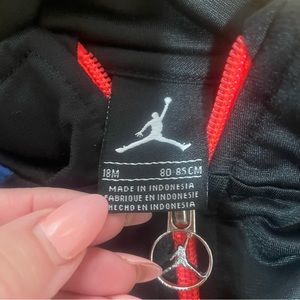 18M 80-85CM
MADE IN INDONESIA
FABRIQUE EN INDONESIE
HECHO EN INDONESIA